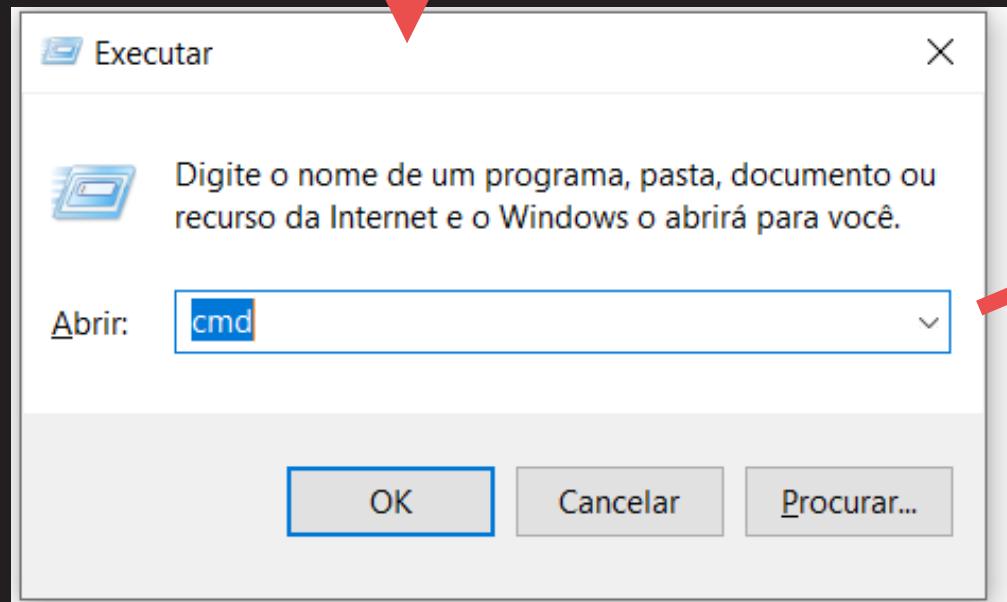 Executar
Digite o nome de um programa, pasta, documento ou
recurso da Internet e o Windows o abrirá para você.
Abrir:
cmd
OK
Cancelar
Procurar...